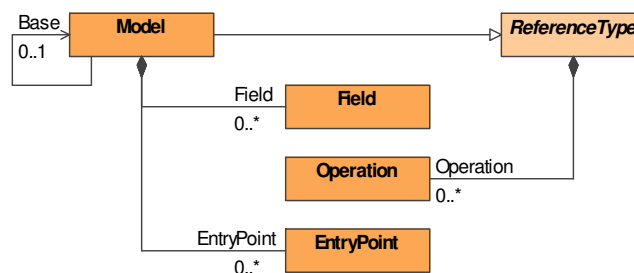 Base
Model
ReferenceType
0..1
Field
Field
0..*
Operation
Operation
0..*
EntryPoint
EntryPoint
0..*